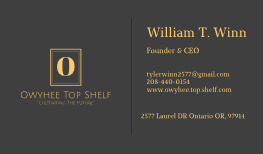 O
Owyhee Top Shelf
"Cultivating The Future"
William T. Winn
Founder & CEO
tylerwinn2577@gmail.com
208-440-0154
www.owyhee.top.shelf.com
2577 Laurel DR Ontario OR, 97914